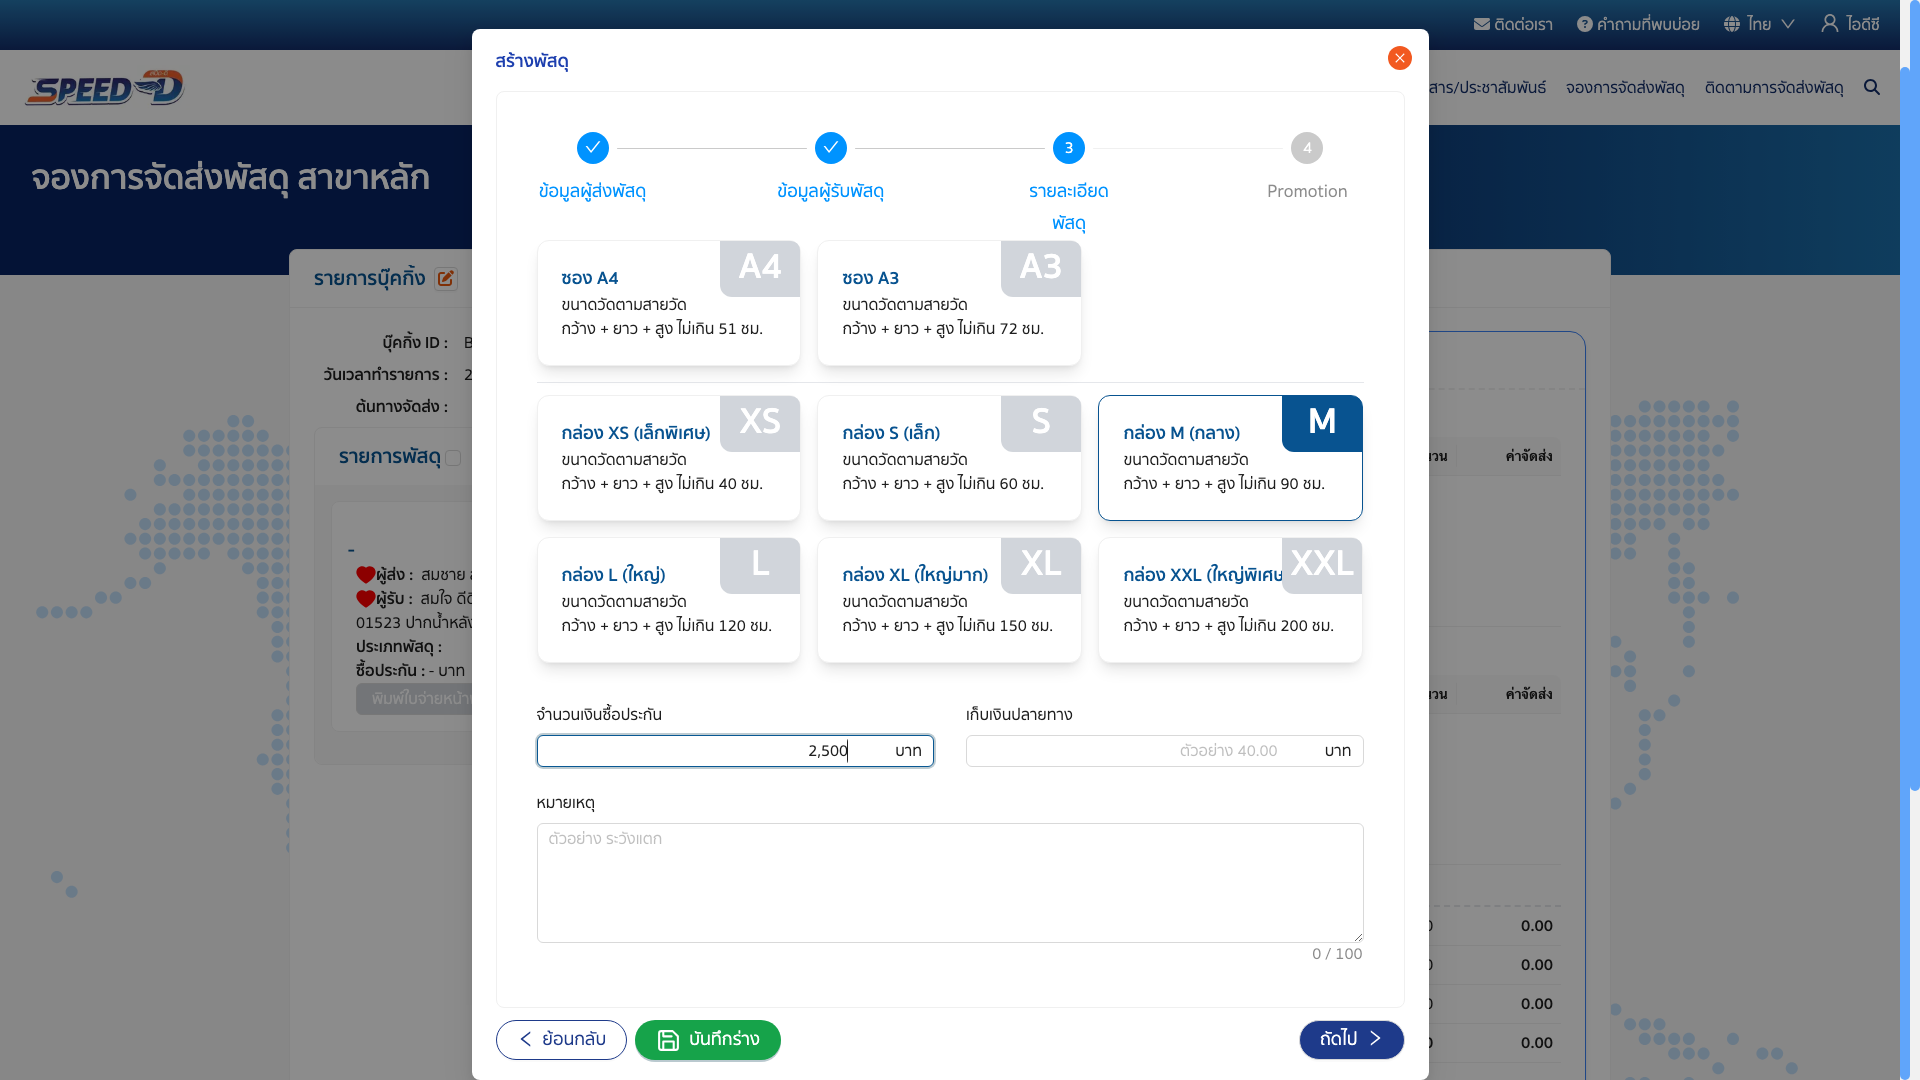 ติดต่อเรา
คำถามที่พบบ่อย
ไทย
ไอดีซี
SPEED D
สาร/ประชาสัมพันธ์
จองการจัดส่งพัสดุ
ติดตามการจัดส่งพัสดุ
จองการจัดส่งพัสดุ สาขาหลัก
รายการบุ๊คกิ้ง
บุ๊คกิ้ง ID :
วันเวลาทำรายการ : 2
ต้นทางจัดส่ง :
รายการพัสดุ
-
ผู้ส่ง : สมชาย
ผู้รับ : สมใจ
01523 ปากน้ำหลัง
ประเภทพัสดุ :
ซื้อประกัน : - บาท
พิมพ์ใบจ่ายหน้า
สร้างพัสดุ
3
4
ข้อมูลผู้ส่งพัสดุ
ข้อมูลผู้รับพัสดุ
รายละเอียด
พัสดุ
Promotion
A4
ซอง A4
ขนาดวัดตามสายวัด
กว้าง + ยาว + สูง ไม่เกิน 51 ซม.
A3
ซอง A3
ขนาดวัดตามสายวัด
กว้าง + ยาว + สูง ไม่เกิน 72 ซม.
XS
กล่อง XS (เล็กพิเศษ)
ขนาดวัดตามสายวัด
กว้าง + ยาว + สูง ไม่เกิน 40 ซม.
S
กล่อง S (เล็ก)
ขนาดวัดตามสายวัด
กว้าง + ยาว + สูง ไม่เกิน 60 ซม.
M
กล่อง M (กลาง)
ขนาดวัดตามสายวัด
กว้าง + ยาว + สูง ไม่เกิน 90 ซม.
L
กล่อง L (ใหญ่)
ขนาดวัดตามสายวัด
กว้าง + ยาว + สูง ไม่เกิน 120 ซม.
XL
กล่อง XL (ใหญ่มาก)
ขนาดวัดตามสายวัด
กว้าง + ยาว + สูง ไม่เกิน 150 ซม.
XXL
กล่อง XXL (ใหญ่พิเศษ
ขนาดวัดตามสายวัด
กว้าง + ยาว + สูง ไม่เกิน 200 ซม.
จำนวนเงินซื้อประกัน
2,500 บาท
เก็บเงินปลายทาง
ตัวอย่าง 40.00 บาท
หมายเหตุ
ตัวอย่าง ระวังแตก
0 / 100
ย้อนกลับ
บันทึกร่าง
ถัดไป
ค่าจัดส่ง
ค่าจัดส่ง
0.00
0.00
0.00
0.00